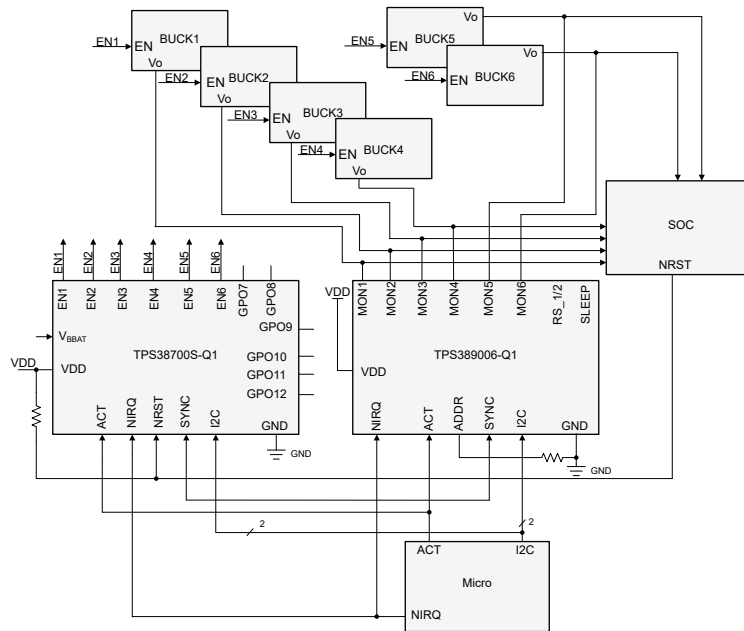 EN1
EN
BUCK1
Vo
EN2
EN
BUCK2
Vo
EN3
EN
BUCK3
Vo
EN4
EN
BUCK4
Vo
EN5
EN
BUCK5
Vo
EN6
EN
BUCK6
Vo
SOC
NRST
EN1
EN2
EN3
EN4
EN5
EN6
EN1
EN2
EN3
EN4
EN5
EN6
GPO7
GPO8
GPO9
GPO10
GPO11
GPO12
VBBAT
VDD
VDD
TPS38700S-Q1
ACT
NIRQ
NRST
SYNC
I2C
GND
GND
VDD
MON1
MON2
MON3
MON4
MON5
MON6
RS_1/2
SLEEP
TPS389006-Q1
VDD
NIRQ
ACT
ADDR
SYNC
I2C
GND
GND
2
2
ACT
I2C
Micro
NIRQ